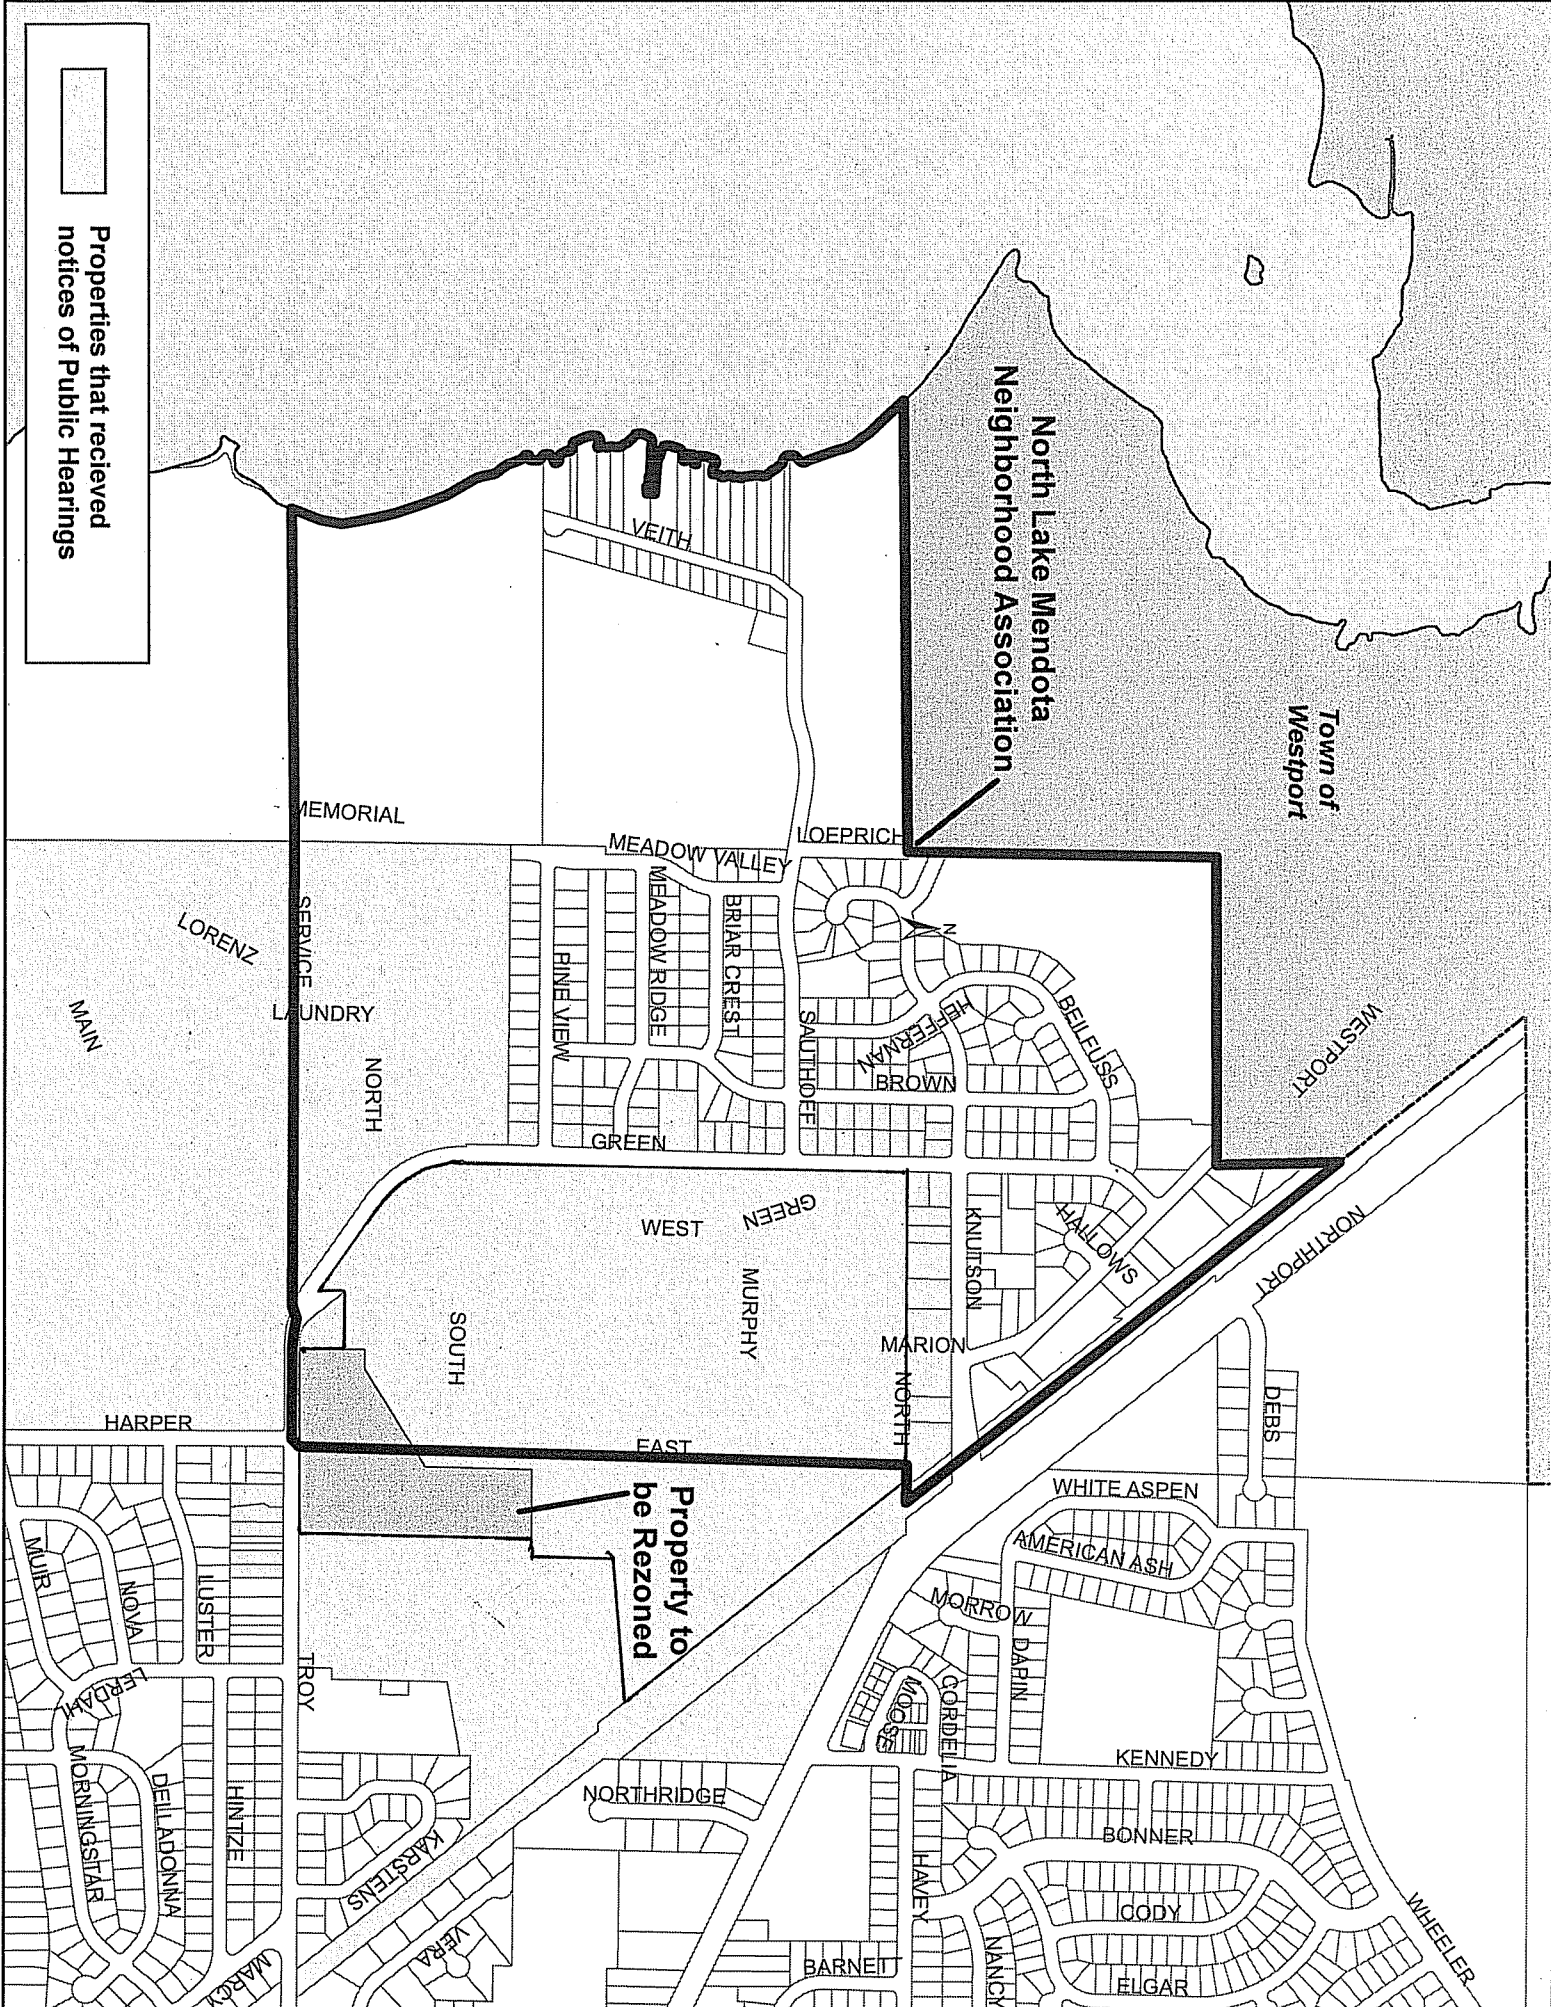 Properties that recieved
notices of Public Hearings
North Lake Mendota
Neighborhood Association
Town of
Westport
WESTPORT
NORTHPORT
VEITH
MEMORIAL
LOEPRICH
MEADOW VALLEY
MEADOW RIDGE
BRIAR CREST
PINE VIEW
SAUTHOFF
HEFFERNAN
BEILFUSS
BROWN
N
SERVICE
LORENZ
LAUNDRY
MAIN
NORTH
GREEN
GREEN
WEST
MURPHY
SOUTH
KNUTSON
HALLOWS
MARION
NORTH
EAST
HARPER
Property to
be Rezoned
DEBS
WHITE ASPEN
AMERICAN ASH
MORROW
DAPIN
CORDELIA
MOOSE
KENNEDY
MUIR
NOVA
LUSTER
LERDAHL
TROY
MORNINGSTAR
DELLADONNA
HINTZE
KARSTENS
VERA
MARCY
NORTHRIDGE
BONNER
HAVEY
CODY
NANCY
BARNETT
ELGAR
WHEELER